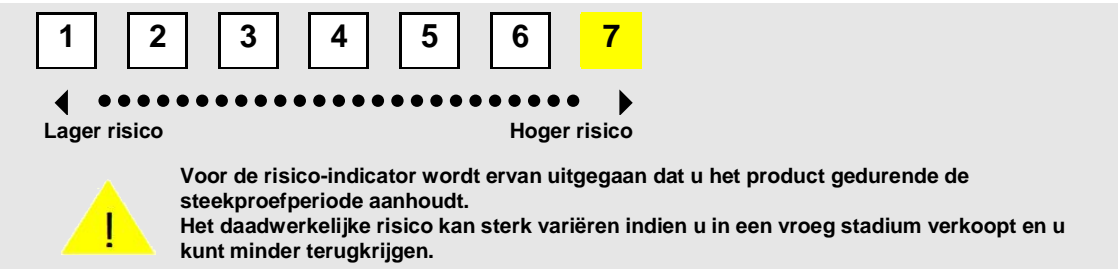 1 2 3 4 5 6 7
Lager risico Hoger risico
!
Voor de risico-indicator wordt ervan uitgegaan dat u het product gedurende de
steekproefperiode aanhoudt.
Het daadwerkelijke risico kan sterk variëren indien u in een vroeg stadium verkoopt en u
kunt minder terugkrijgen.